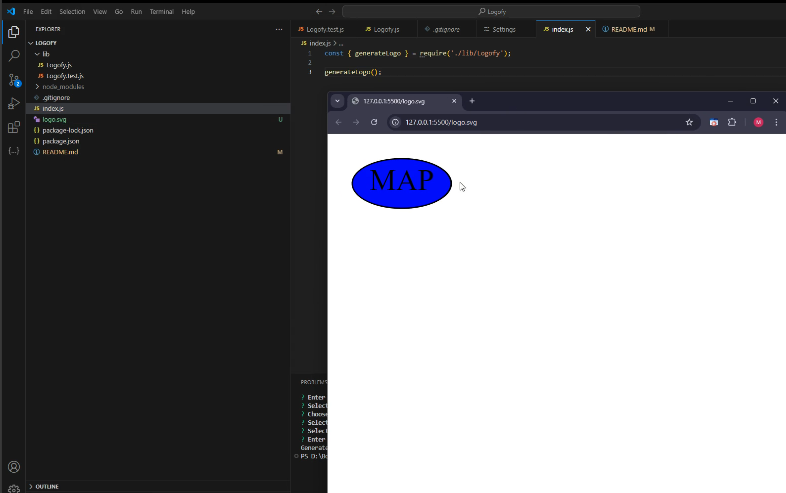 File Edit Selection View Go Run Terminal Help
Logofy
EXPLORER
LOGOFY
lib
JS Logofy.js
JS Logofy.test.js
node_modules
.gitignore
JS index.js
logo.svg U
{} package-lock.json
{} package.json
README.md M
OUTLINE
2
JS Logofy.test.js JS Logofy.js .gitignore Settings JS index.js README.md M
JS index.js > ...
1 const { generateLogo } = require('./lib/Logofy');
2
3 generateLogo();
127.0.0.1:5500/logo.svg
127.0.0.1:5500/logo.svg
M
MAP
PROBLEMS
? Enter
? Select
? Choose
? Select
? Select
? Enter
Generate
PS D:\